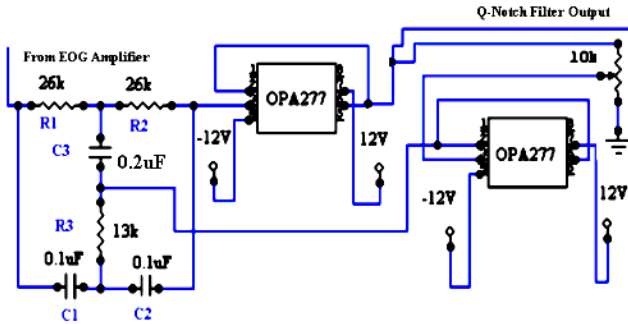 Q-Notch Filter Output
From EOG Amplifier
10k
26k
26k
R1
R2
OPA277
C3
0.2uF
-12V
12V
OPA277
R3
13k
-12V
12V
0.1uF
0.1uF
C1
C2